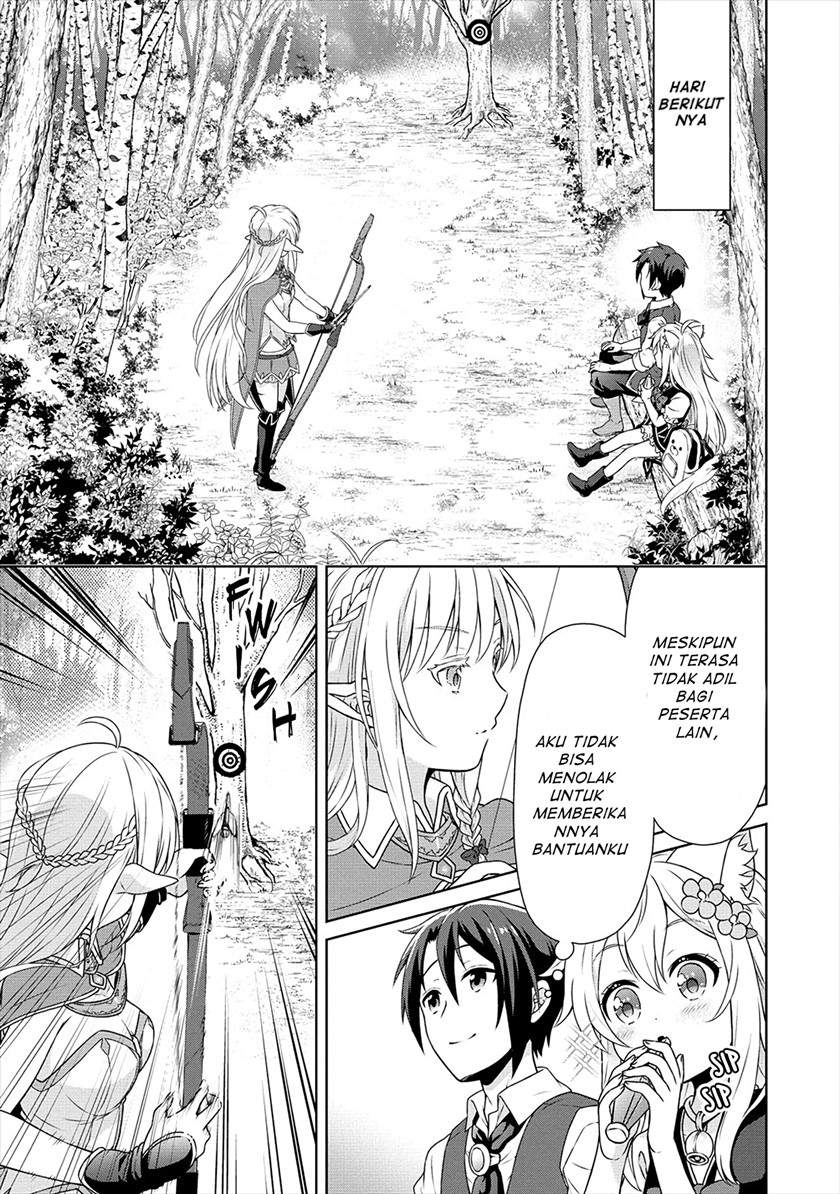 HARI
BERIKUT
NYA
MESKIPUN
INI TERASA
TIDAK ADIL
BAGI
PESERTA
LAIN,
AKU TIDAK
BISA
MENOLAK
UNTUK
MEMBERIKA
NNYA
BANTUANKU
SIP
SIP
FWISH